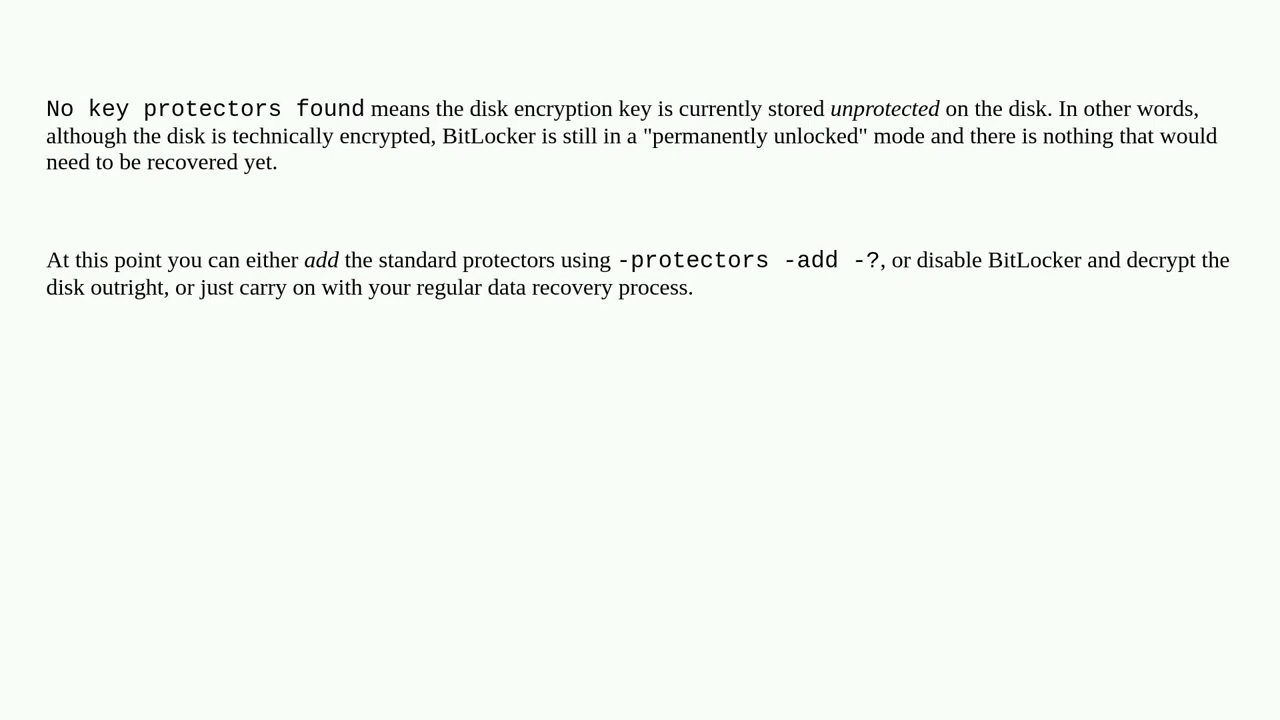 No key protectors found means the disk encryption key is currently stored unprotected on the disk. In other words,
although the disk is technically encrypted, BitLocker is still in a "permanently unlocked" mode and there is nothing that would
need to be recovered yet.
At this point you can either add the standard protectors using -protectors -add -?, or disable BitLocker and decrypt the
disk outright, or just carry on with your regular data recovery process.